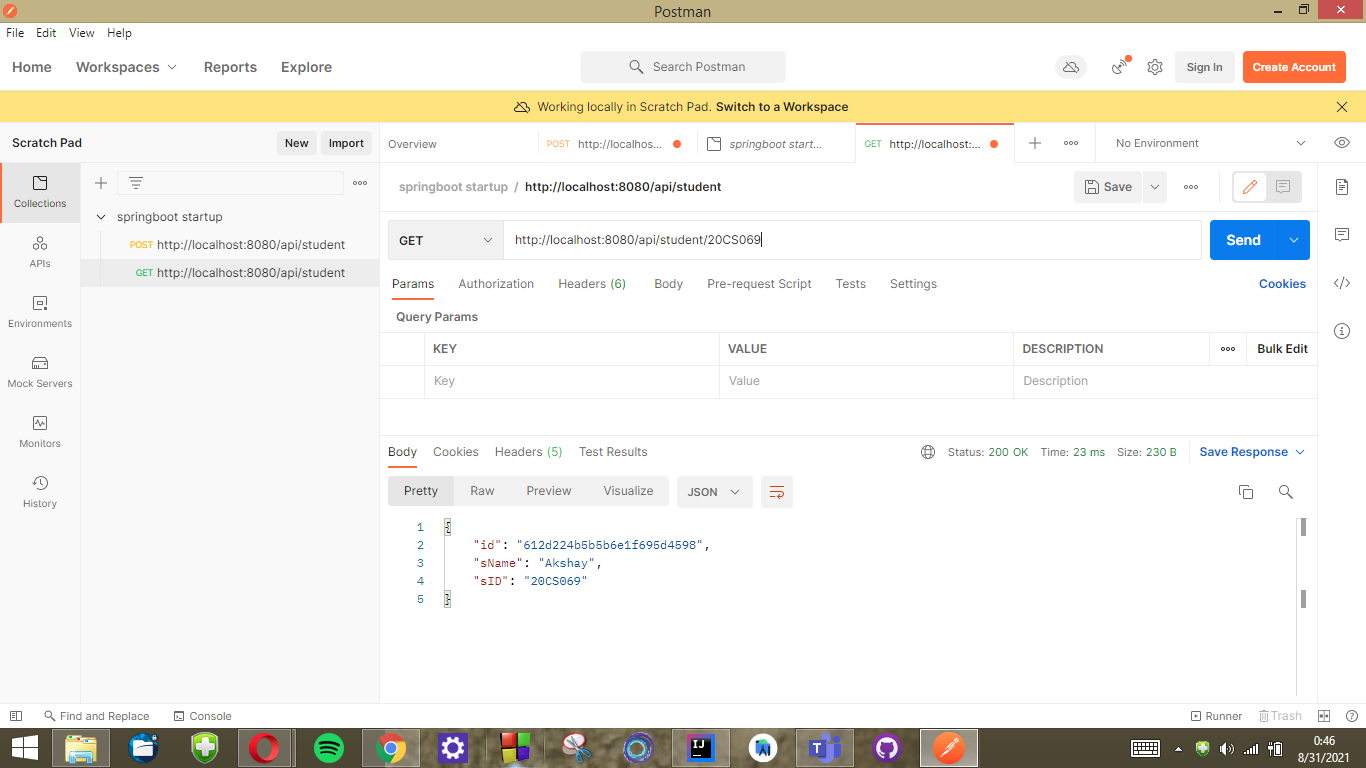 Postman
File Edit View Help
Home Workspaces Reports Explore Search Postman Sign In Create Account
Working locally in Scratch Pad. Switch to a Workspace
Scratch Pad New Import Overview POST http://localhos... springboot start... GET http://localhost:... No Environment
springboot startup / http://localhost:8080/api/student Save
Collections
springboot startup
POST http://localhost:8080/api/student
GET http://localhost:8080/api/student
APIs
Environments
Mock Servers
Monitors
History
GET http://localhost:8080/api/student/20CS069 Send
Params Authorization Headers (6) Body Pre-request Script Tests Settings Cookies
Query Params
KEY VALUE DESCRIPTION Bulk Edit
Key Value Description
Body Cookies Headers (5) Test Results Status: 200 OK Time: 23 ms Size: 230 B Save Response
Pretty Raw Preview Visualize JSON
1 {
2 "id": "612d224b5b5b6e1f695d4598",
3 "sName": "Akshay",
4 "sID": "20CS069"
5 }
Find and Replace Console Runner Trash
0:46
8/31/2021